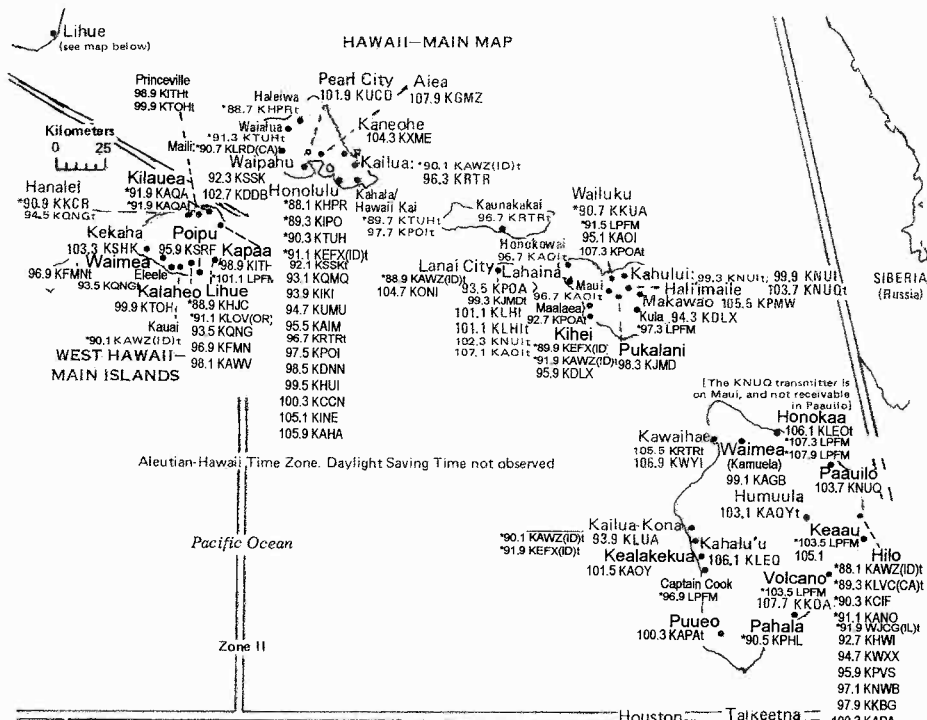 Lihue
(see map below)
HAWAII—MAIN MAP
Princeville
98.9 KITHt
99.9 KTOHt
Kilometers
0 25
Haleiwa
*88.7 KHPRt
Waialua
*91.3 KTUHt
Maili:
*90.7 KLRD(CA)t
Waipahu
92.3 KSSK
102.7 KDDB
Pearl City
101.9 KUCD
Aiea
107.9 KGMZ
Kaneohe
104.3 KXME
Kailua:
*90.1 KAWZ(ID)t
96.3 KRTR
Kahala/
Hawaii Kai
*89.7 KTUHt
97.7 KPOIt
Honolulu
*88.1 KHPR
*89.3 KIPO
*90.3 KTUH
*91.1 KEFX(ID)t
92.1 KSSKt
93.1 KQMQ
93.9 KIKI
94.7 KUMU
95.5 KAIM
*96.7 KRTRt
97.5 KPOI
98.5 KDNN
99.5 KHUI
100.3 KCCN
105.1 KINE
105.9 KAHA
Hanalei
*90.9 KKCR
94.5 KQNGt
Kilauea
*91.9 KAQA
*91.9 KAQA
Kekaha
103.3 KSHK
Waimea
96.9 KFMNt
Eleele
93.5 KQNGt
Poipu
95.9 KSRF
Kapaa
*98.9 KITH
*101.1 LPFM
Kalaheo
99.9 KTOHt
Lihue
*88.9 KHJC
*91.1 KLOV(OR)
93.5 KQNG
96.9 KFMN
98.1 KAWV
Kauai
*90.1 KAWZ(ID)t
WEST HAWAII—
MAIN ISLANDS
Kaunakakai
96.7 KRTRt
Lanai City
*88.9 KAWZ(ID)t
104.7 KONI
Honokowai
96.7 KAOIt
Lahaina
93.5 KPOA
99.3 KJMDt
101.1 KLHI
101.1 KLHIt
102.3 KNUIt
107.1 KAOIt
Wailuku
*90.7 KKUA
*91.5 LPFM
95.1 KAOI
107.3 KPOAt
Maui
96.7 KAOIt
Maalaea
92.7 KPOAt
Kihei
*89.9 KEFX(ID)
*91.9 KAWZ(ID)t
95.9 KDLX
Kahului:
99.3 KNUIt
99.9 KNUI
Hali'imaile
103.7 KNUQt
Makawao
105.5 KPMW
Kula
94.3 KDLX
*97.3 LPFM
Pukalani
98.3 KJMD
SIBERIA
(Russia)
[The KNUQ transmitter is
on Maui, and not receivable
in Paauilo]
Honokaa
106.1 KLEOt
*107.3 LPFM
*107.9 LPFM
Kawaihae
105.5 KRTRt
106.9 KWYI
Waimea
(Kamuela)
99.1 KAGB
Paauilo
103.7 KNUQ
Humuula
103.1 KAOYt
Aleutian-Hawaii Time Zone. Daylight Saving Time not observed
Pacific Ocean
Zone II
Kailua-Kona
*90.1 KAWZ(ID)t
93.9 KLUA
*91.9 KEFX(ID)t
Kahalu'u
106.1 KLEO
Kealakekua
101.5 KAOY
Captain Cook
*96.9 LPFM
Keaau
*103.5 LPFM
105.1
Volcano
*103.5 LPFM
107.7 KKOA
Puueo
100.3 KAPAt
Pahala
*90.5 KPHL
Hilo
*88.1 KAWZ(ID)t
*89.3 KLVC(CA)t
*90.3 KCIF
*91.1 KANO
*91.9 WJCG(IL)t
92.7 KHWI
94.7 KWXX
95.9 KPVS
97.1 KNWB
97.9 KKBG
100.3 KAPA
Houston
Talkeetna